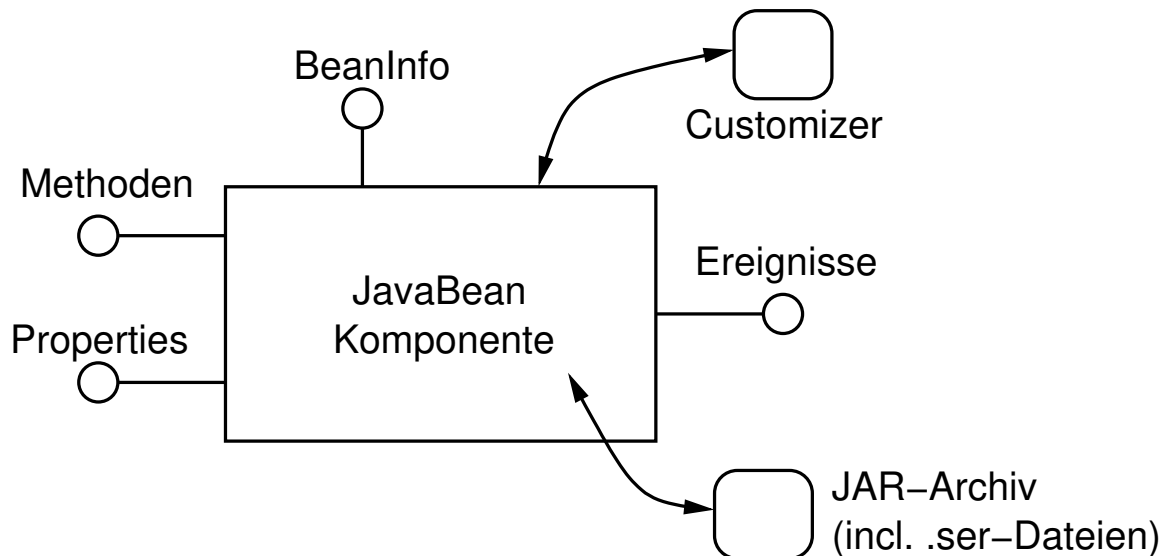 BeanInfo
Customizer
Methoden
Ereignisse
JavaBean
Komponente
Properties
JAR−Archiv
(incl. .ser−Dateien)